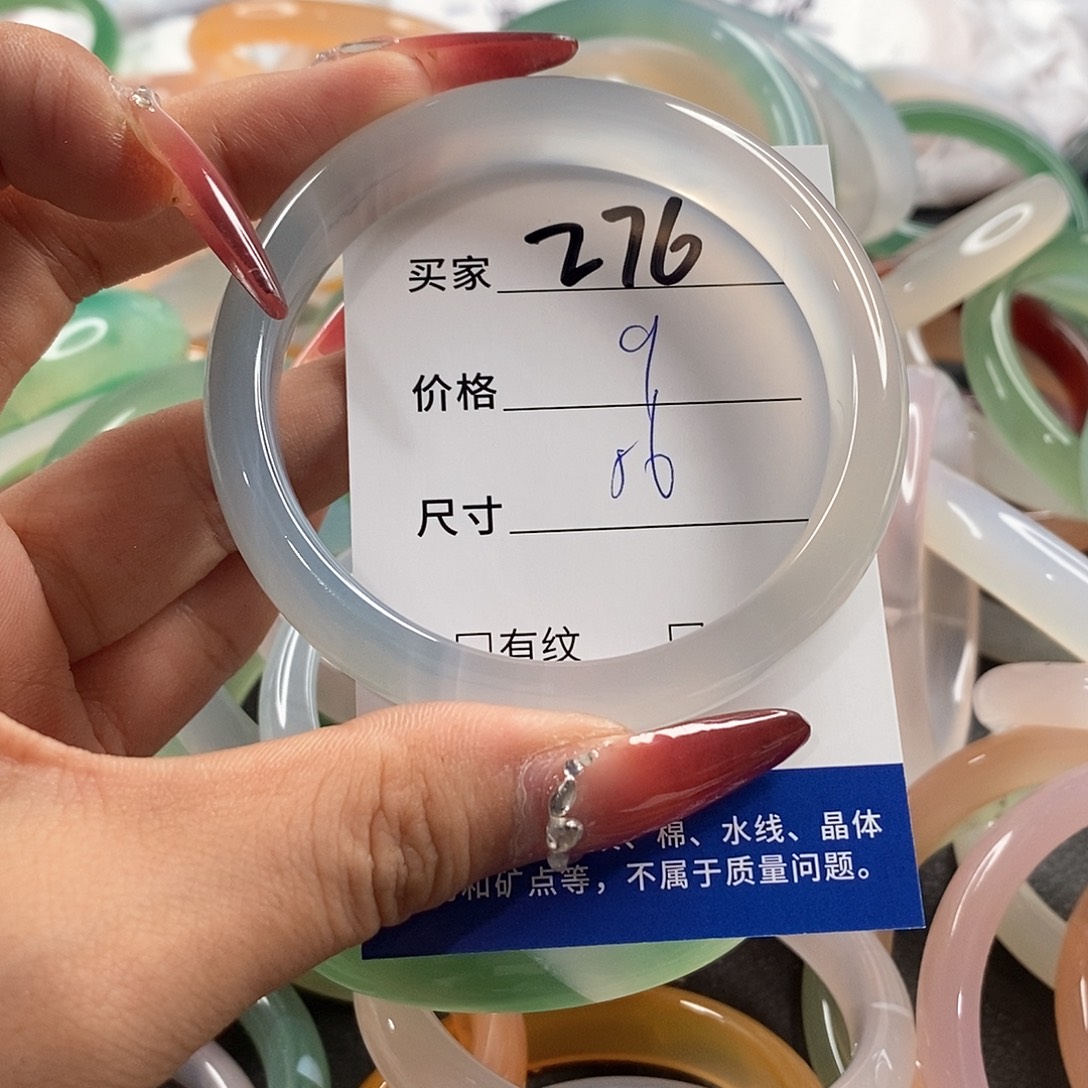 买家 276
价格 9
尺寸 56
□有纹 □
、棉、水线、晶体
和矿点等，不属于质量问题。